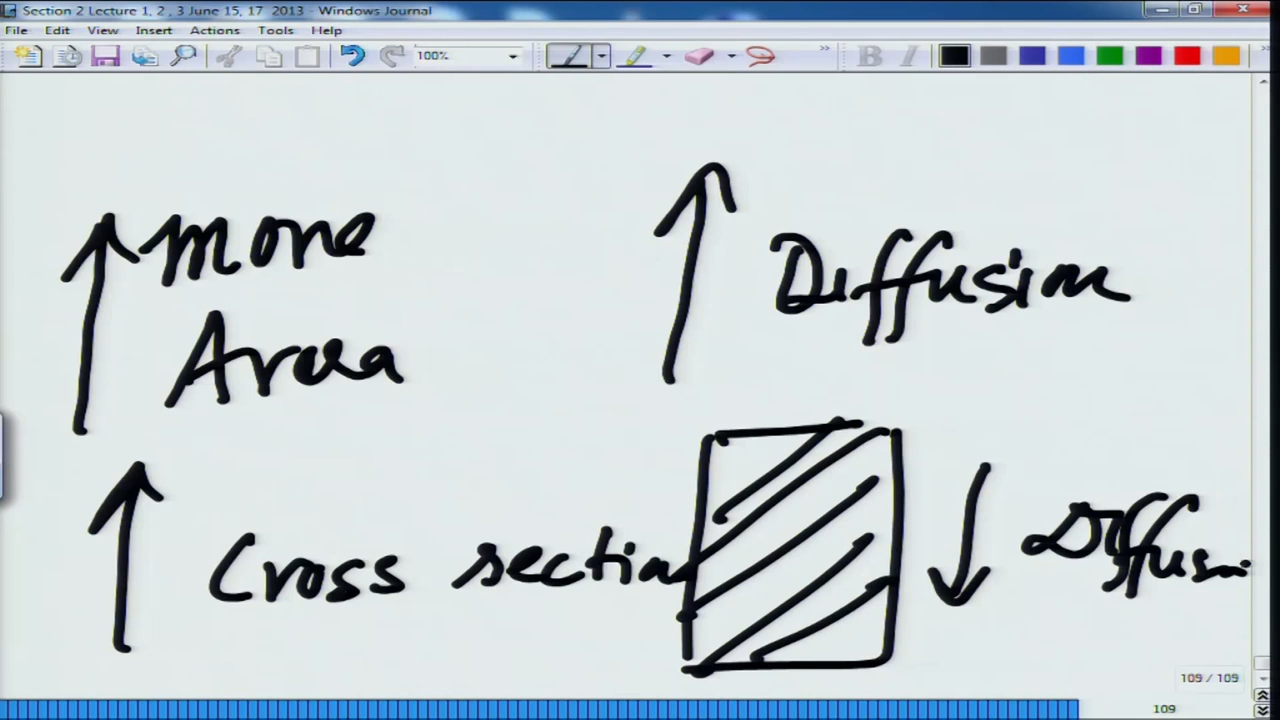 Section 2 Lecture 1, 2 , 3 June 15, 17 2013 - Windows Journal
File Edit View Insert Actions Tools Help
100% B I
↑ More ↑ Diffusion
Area
↑ Cross section ↓ Diffusion
109 / 109
109